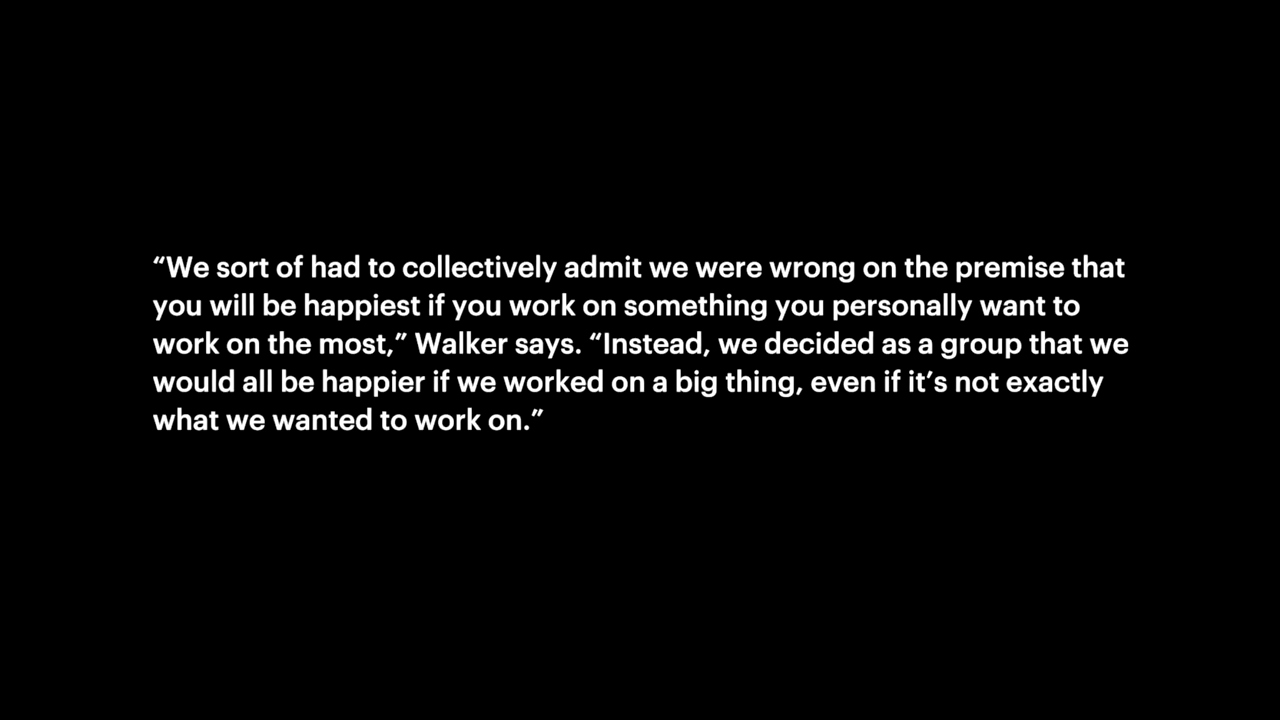 “We sort of had to collectively admit we were wrong on the premise that
you will be happiest if you work on something you personally want to
work on the most,” Walker says. “Instead, we decided as a group that we
would all be happier if we worked on a big thing, even if it’s not exactly
what we wanted to work on.”